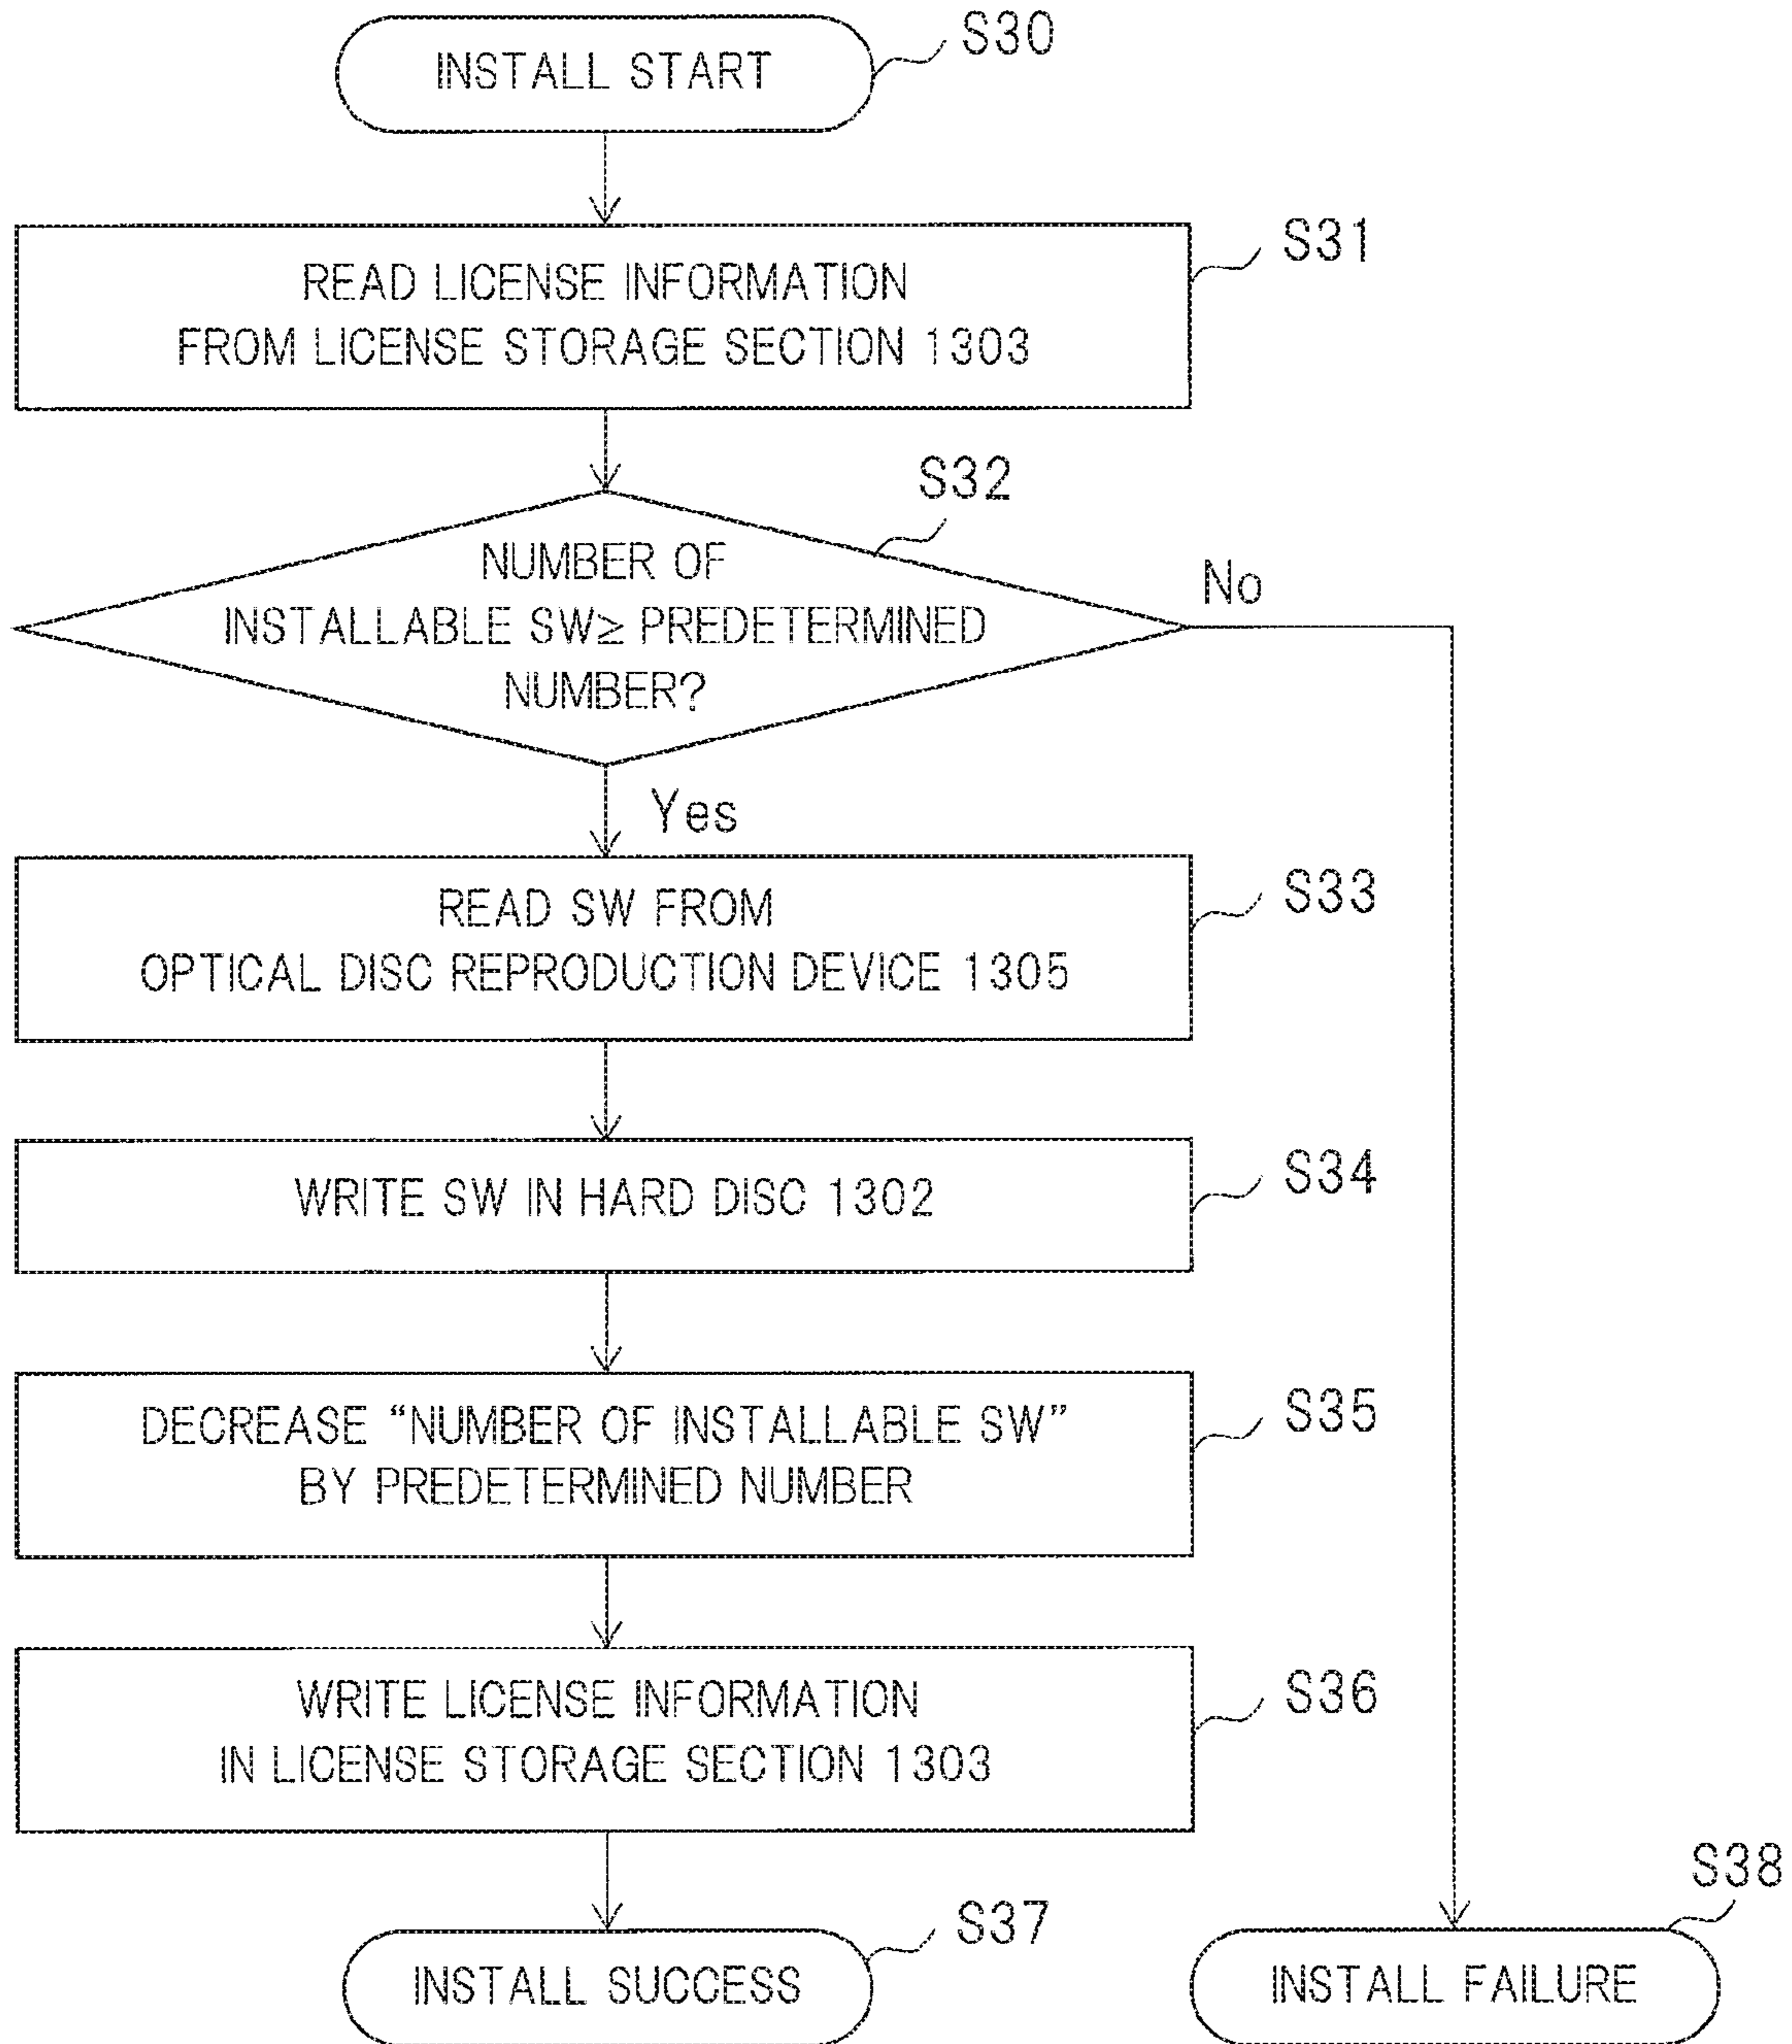 INSTALL START
S30
S31
READ LICENSE INFORMATION
FROM LICENSE STORAGE SECTION 1303
S32
NUMBER OF
INSTALLABLE SW≥ PREDETERMINED
NUMBER?
No
Yes
S33
READ SW FROM
OPTICAL DISC REPRODUCTION DEVICE 1305
S34
WRITE SW IN HARD DISC 1302
S35
DECREASE “NUMBER OF INSTALLABLE SW”
BY PREDETERMINED NUMBER
S36
WRITE LICENSE INFORMATION
IN LICENSE STORAGE SECTION 1303
S37
INSTALL SUCCESS
S38
INSTALL FAILURE